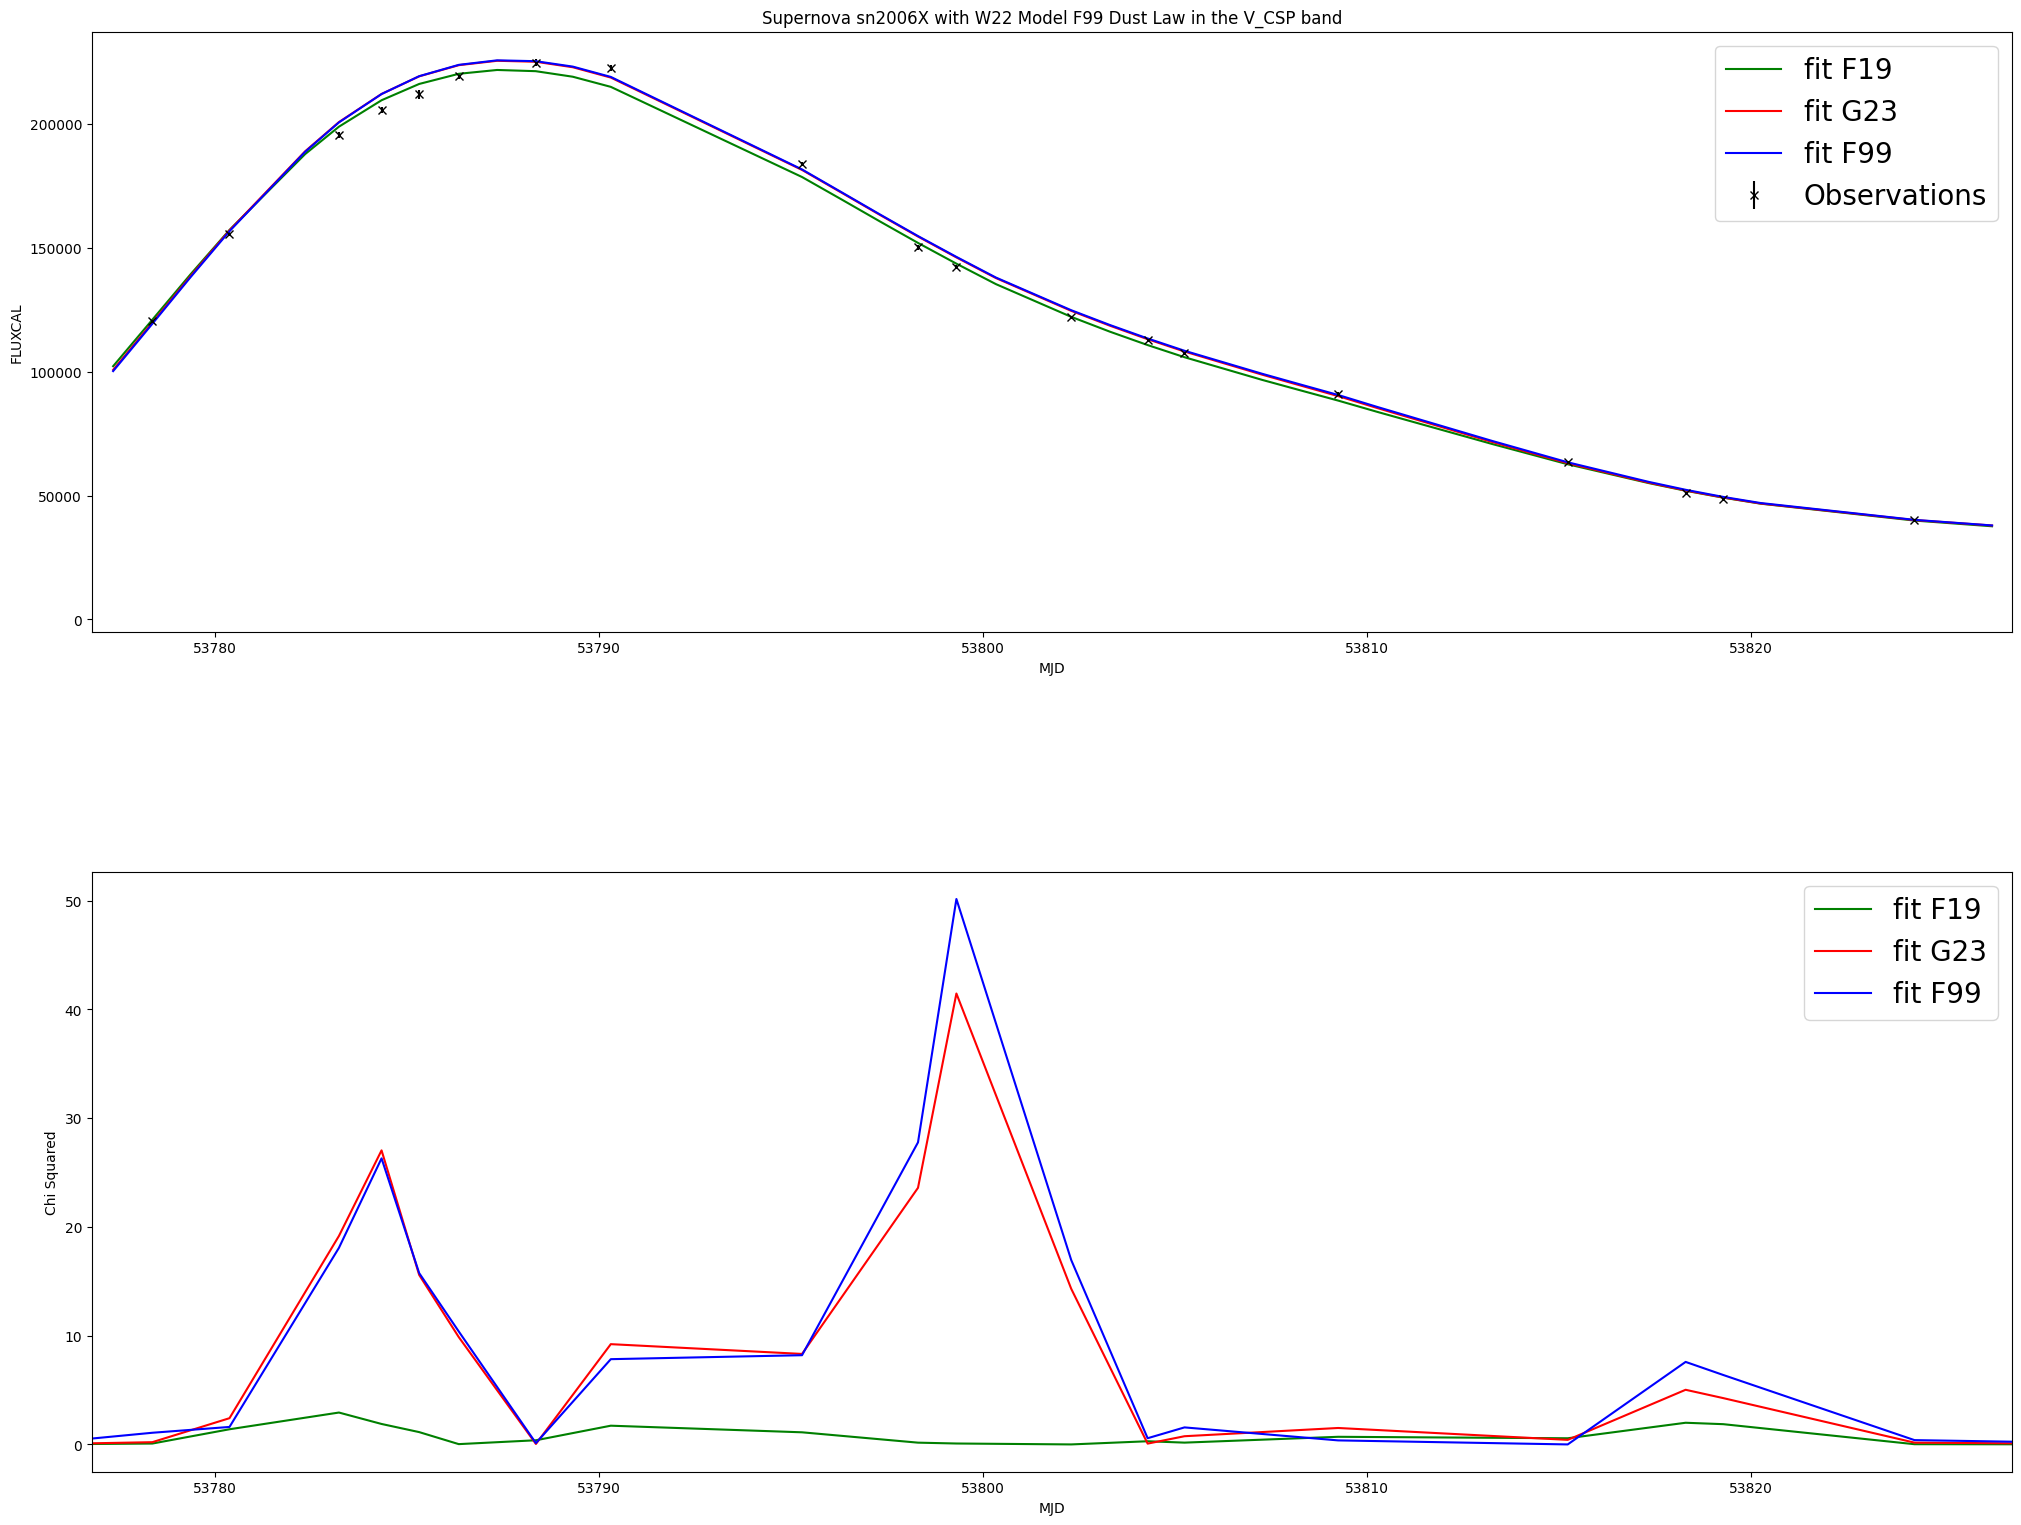 Supernova sn2006X with W22 Model F99 Dust Law in the V_CSP band
fit F19
fit G23
fit F99
Observations
FLUXCAL
200000
150000
100000
50000
0
53780 53790 53800 53810 53820
MJD
fit F19
fit G23
fit F99
Chi Squared
50
40
30
20
10
0
53780 53790 53800 53810 53820
MJD